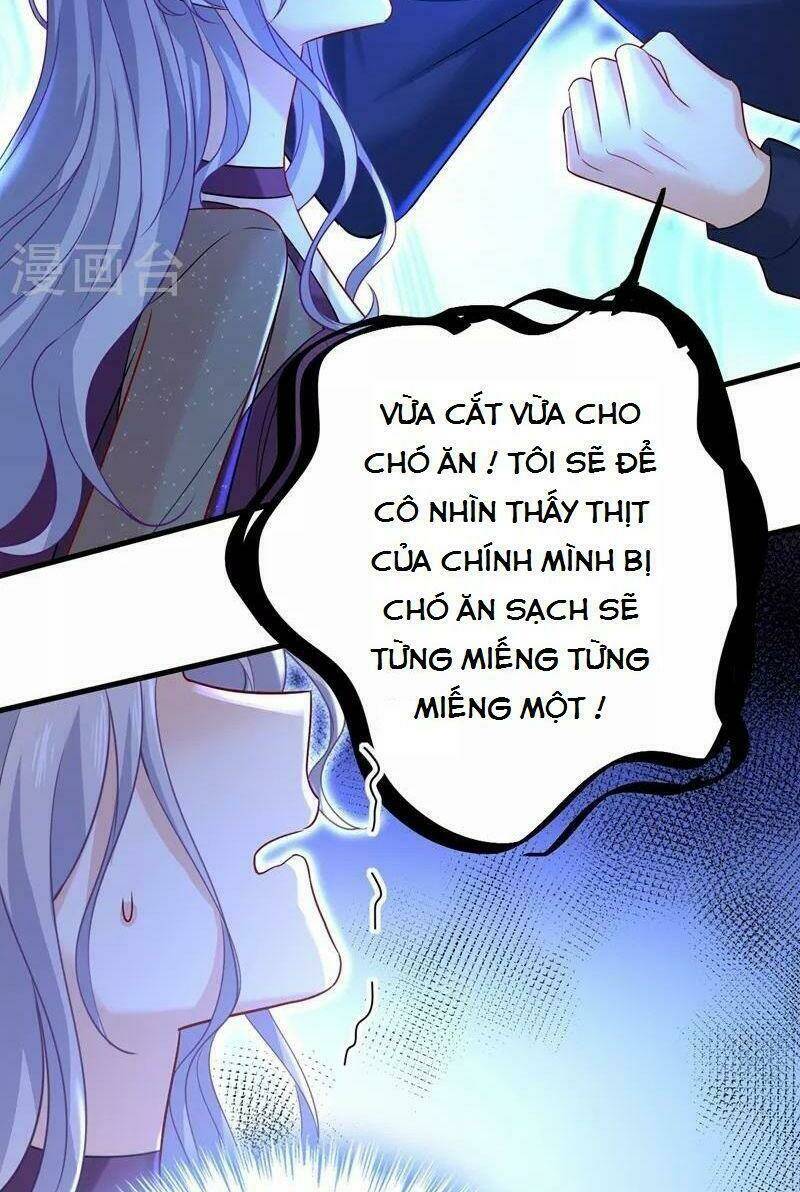 漫画台
VỪA CẮT VỪA CHO
CHÓ ĂN! TÔI SẼ ĐỂ
CÔ NHÌN THẤY THỊT
CỦA CHÍNH MÌNH BỊ
CHÓ ĂN SẠCH SẼ
TỪNG MIẾNG TỪNG
MIẾNG MỘT!